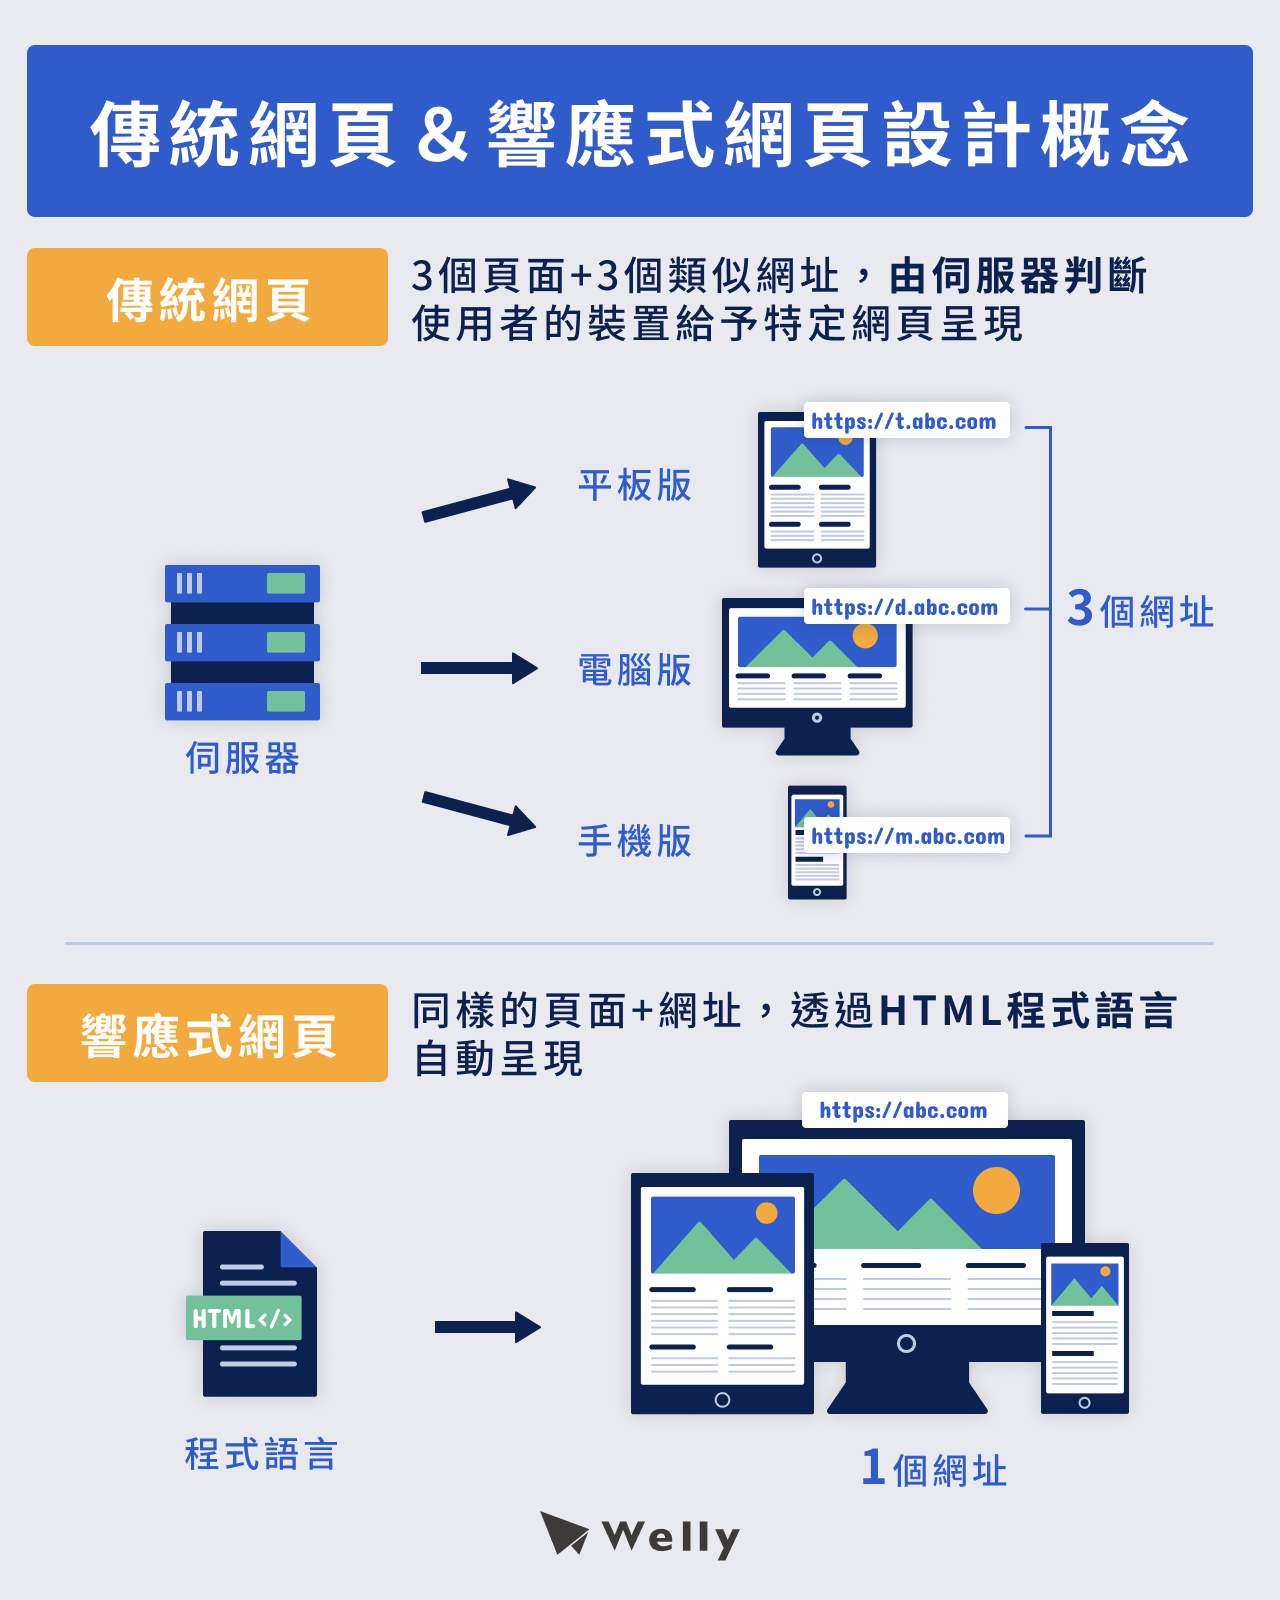 傳統網頁&響應式網頁設計概念
傳統網頁
3個頁面+3個類似網址，由伺服器判斷
使用者的裝置給予特定網頁呈現
https://t.abc.com
平板版
https://d.abc.com
3個網址
電腦版
伺服器
https://m.abc.com
手機版
響應式網頁
同樣的頁面+網址，透過HTML程式語言
自動呈現
https://abc.com
HTML</>
程式語言
1個網址
Welly